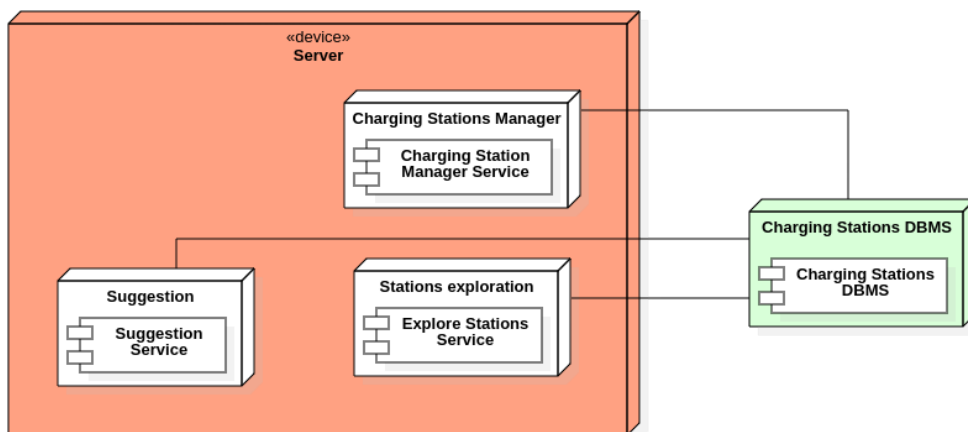 «device»
Server
Charging Stations Manager
Charging Station
Manager Service
Charging Stations DBMS
Charging Stations
DBMS
Suggestion
Suggestion
Service
Stations exploration
Explore Stations
Service